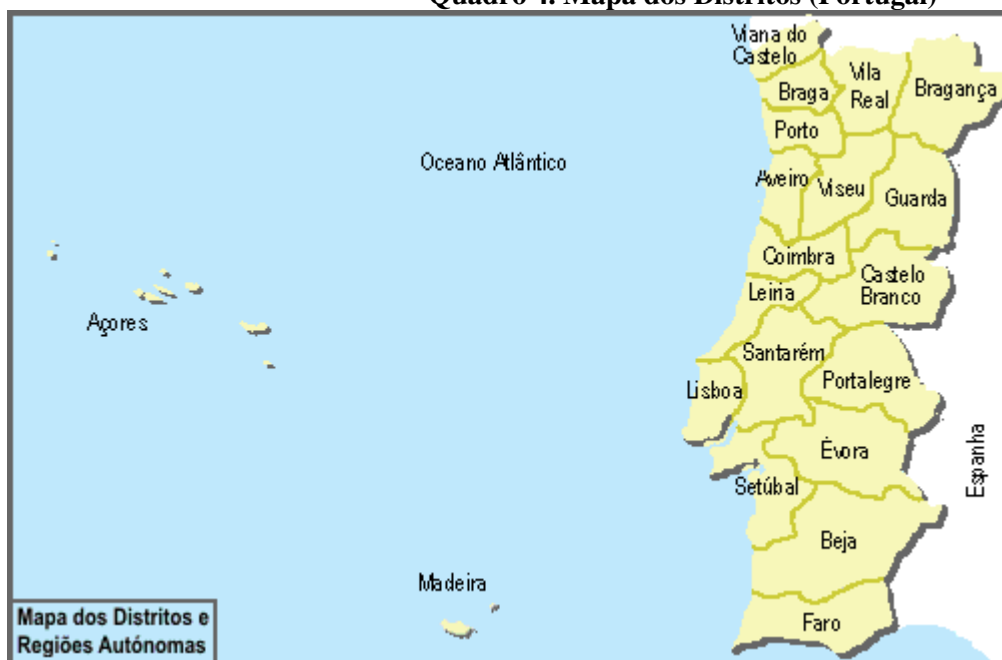 Quadro 4. Mapa dos Distritos (Portugal)
Viana do
Castelo
Braga
Vila
Real
Bragança
Porto
Oceano Atlântico
Aveiro
Viseu
Guarda
Coimbra
Castelo
Branco
Leiria
Açores
Santarém
Lisboa
Portalegre
Évora
Espanha
Setúbal
Beja
Madeira
Faro
Mapa dos Distritos e
Regiões Autónomas